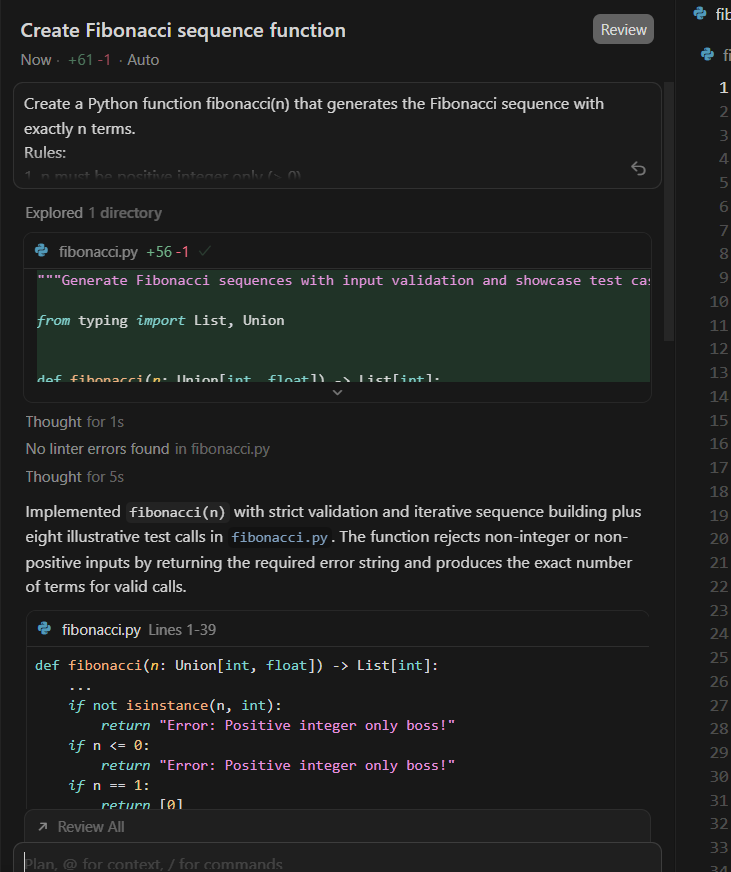 Create Fibonacci sequence function
Review
Now · +61 -1 · Auto
Create a Python function fibonacci(n) that generates the Fibonacci sequence with
exactly n terms.
Rules:
1. n must be positive integer only (> 0)
Explored 1 directory
fibonacci.py +56 -1
"""Generate Fibonacci sequences with input validation and showcase test cas
from typing import List, Union
def fibonacci(n: Union[int, float]) -> List[int]:
Thought for 1s
No linter errors found in fibonacci.py
Thought for 5s
Implemented fibonacci(n) with strict validation and iterative sequence building plus
eight illustrative test calls in fibonacci.py. The function rejects non-integer or non-
positive inputs by returning the required error string and produces the exact number
of terms for valid calls.
fibonacci.py Lines 1-39
def fibonacci(n: Union[int, float]) -> List[int]:
...
if not isinstance(n, int):
return "Error: Positive integer only boss!"
if n <= 0:
return "Error: Positive integer only boss!"
if n == 1:
return [0]
Review All
Plan, @ for context, / for commands
fib
fi
1
2
3
4
5
6
7
8
9
10
11
12
13
14
15
16
17
18
19
20
21
22
23
24
25
26
27
28
29
30
31
32
33
34